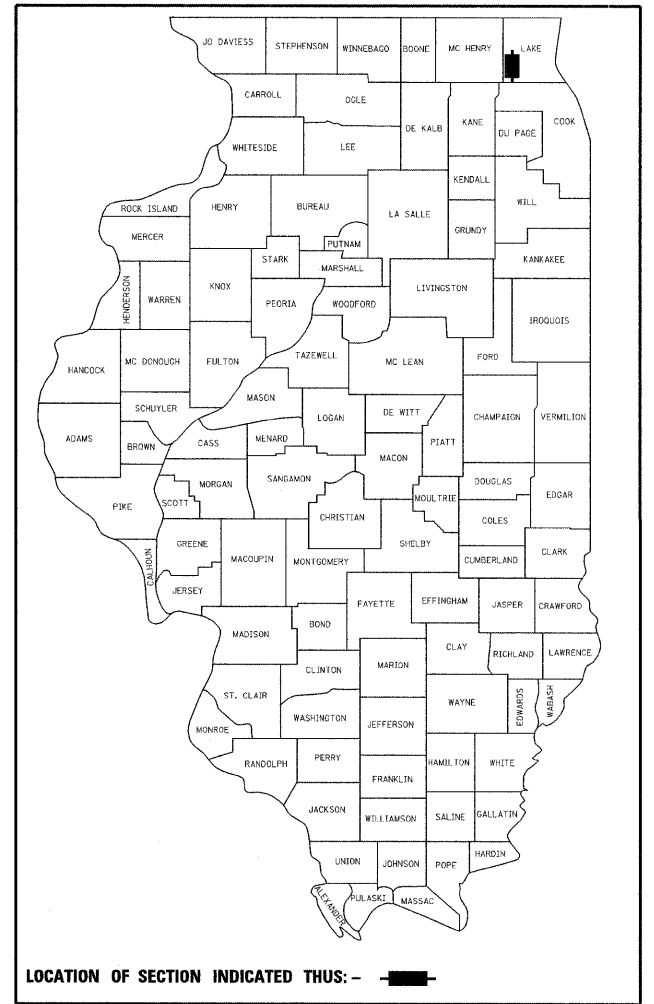 JO DAVIESS
STEPHENSON
WINNEBAGO
BOONE
MC HENRY
LAKE
CARROLL
OGLE
DE KALB
KANE
COOK
DU PAGE
WHITESIDE
LEE
KENDALL
WILL
ROCK ISLAND
HENRY
BUREAU
LA SALLE
GRUNDY
MERCER
PUTNAM
KANKAKEE
STARK
MARSHALL
HENDERSON
WARREN
KNOX
PEORIA
WOODFORD
LIVINGSTON
IROQUOIS
HANCOCK
MC DONOUGH
FULTON
TAZEWELL
MC LEAN
FORD
MASON
SCHUYLER
LOGAN
DE WITT
CHAMPAIGN
VERMILION
ADAMS
BROWN
CASS
MENARD
PIATT
MACON
MORGAN
SANGAMON
DOUGLAS
EDGAR
PIKE
SCOTT
CHRISTIAN
MOULTRIE
COLES
GREENE
SHELBY
CALHOUN
MACOUPIN
MONTGOMERY
CUMBERLAND
CLARK
JERSEY
FAYETTE
EFFINGHAM
JASPER
CRAWFORD
MADISON
BOND
CLAY
RICHLAND
LAWRENCE
CLINTON
MARION
ST. CLAIR
WAYNE
EDWARDS
WABASH
WASHINGTON
JEFFERSON
MONROE
RANDOLPH
PERRY
HAMILTON
WHITE
FRANKLIN
JACKSON
WILLIAMSON
SALINE
GALLATIN
UNION
JOHNSON
POPE
HARDIN
ALEXANDER
PULASKI
MASSAC
LOCATION OF SECTION INDICATED THUS: -